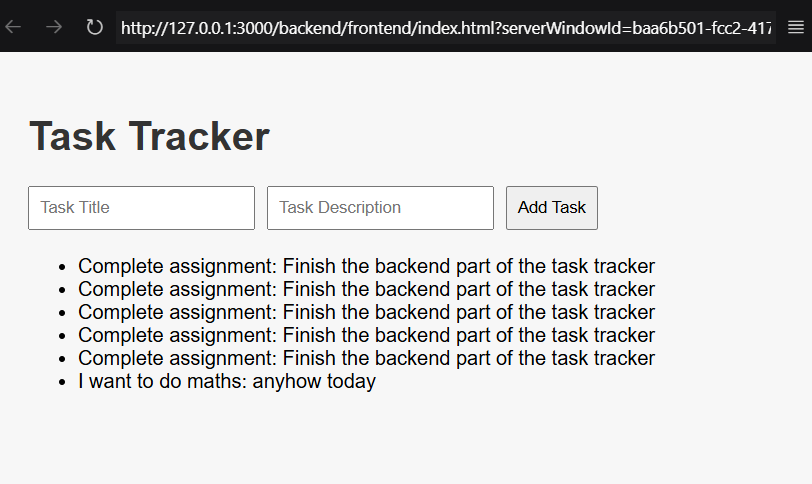 http://127.0.0.1:3000/backend/frontend/index.html?serverWindowId=baa6b501-fcc2-417
Task Tracker
Task Title Task Description Add Task
• Complete assignment: Finish the backend part of the task tracker
• Complete assignment: Finish the backend part of the task tracker
• Complete assignment: Finish the backend part of the task tracker
• Complete assignment: Finish the backend part of the task tracker
• Complete assignment: Finish the backend part of the task tracker
• I want to do maths: anyhow today